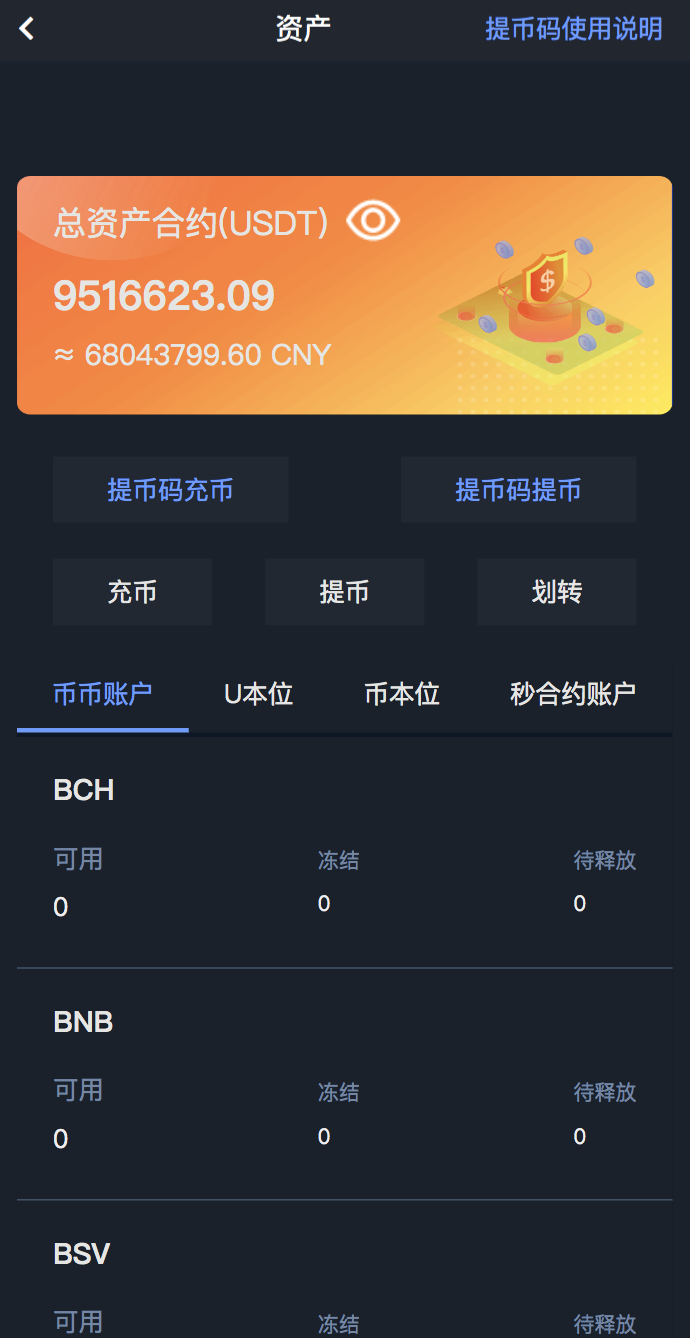 资产 提币码使用说明
总资产合约(USDT)
9516623.09
≈ 68043799.60 CNY
提币码充币 提币码提币
充币 提币 划转
币币账户 U本位 币本位 秒合约账户
BCH
可用 冻结 待释放
0 0 0
BNB
可用 冻结 待释放
0 0 0
BSV
可用 冻结 待释放